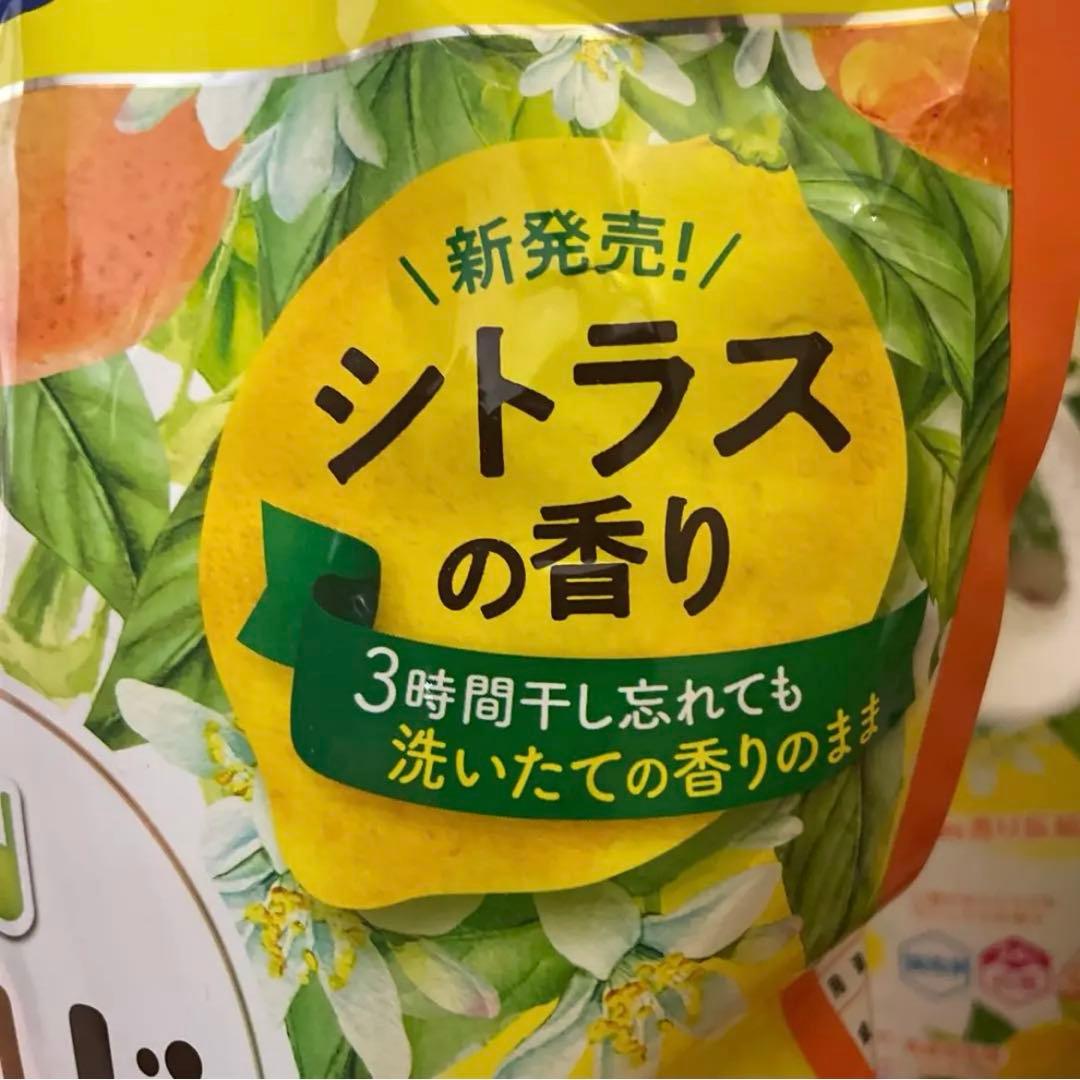 新発売！
シトラス
の香り
3時間干し忘れても
洗いたての香りのまま